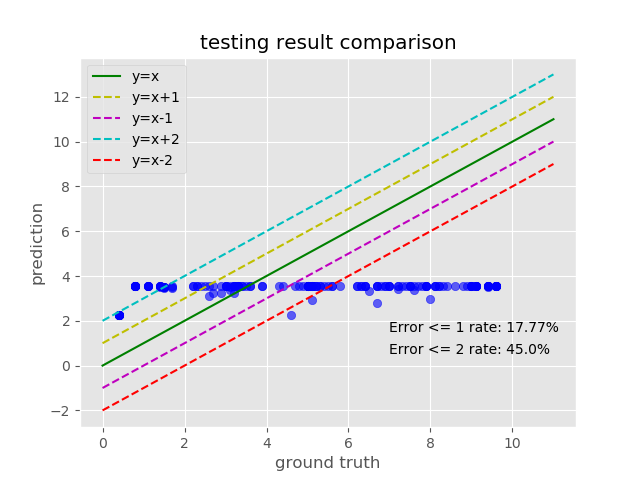 testing result comparison
y=x
y=x+1
y=x-1
y=x+2
y=x-2
12
10
8
6
4
2
0
−2
prediction
Error <= 1 rate: 17.77%
Error <= 2 rate: 45.0%
0 2 4 6 8 10
ground truth